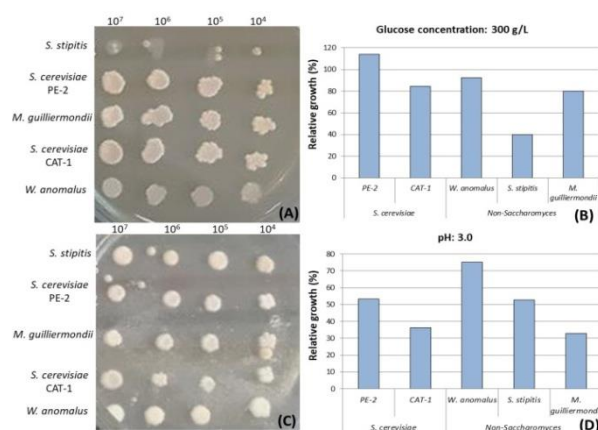 10⁷ 10⁶ 10⁵ 10⁴
S. stipitis
S. cerevisiae
PE-2
M. guilliermondii
S. cerevisiae
CAT-1
W. anomalus
(A)
Glucose concentration: 300 g/L
Relative growth (%)
120
100
80
60
40
20
0
PE-2 CAT-1 W. anomalus S. stipitis M.
guilliermondii
S. cerevisiae Non-Saccharomyces
(B)
10⁷ 10⁶ 10⁵ 10⁴
S. stipitis
S. cerevisiae
PE-2
M. guilliermondii
S. cerevisiae
CAT-1
W. anomalus
(C)
pH: 3.0
Relative growth (%)
80
70
60
50
40
30
20
10
0
PE-2 CAT-1 W. anomalus S. stipitis M.
guilliermondii
S. cerevisiae Non-Saccharomyces
(D)